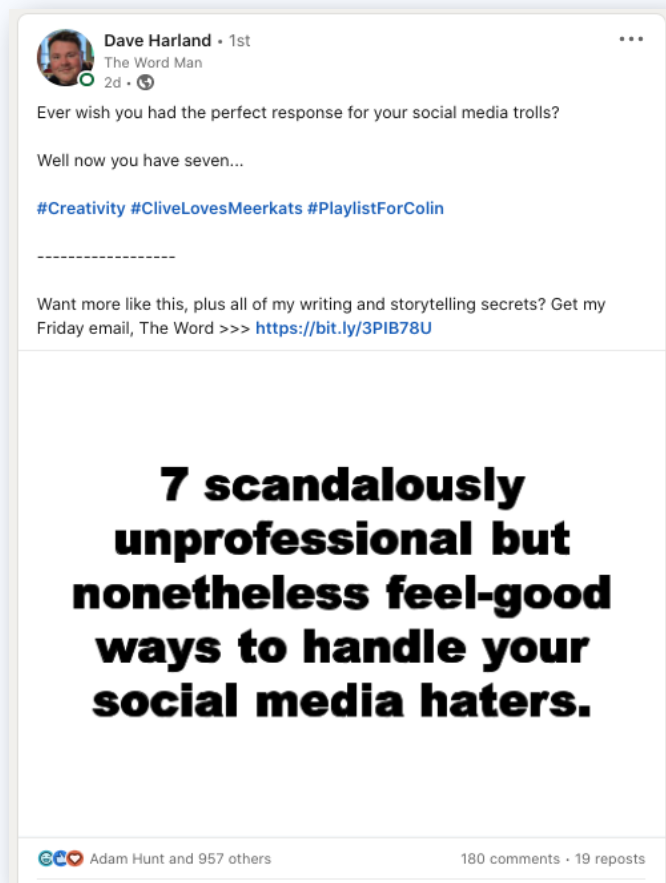 Dave Harland • 1st
The Word Man
2d •
Ever wish you had the perfect response for your social media trolls?
Well now you have seven...
#Creativity #CliveLovesMeerkats #PlaylistForColin
------------------
Want more like this, plus all of my writing and storytelling secrets? Get my
Friday email, The Word >>> https://bit.ly/3PIB78U
7 scandalously
unprofessional but
nonetheless feel-good
ways to handle your
social media haters.
Adam Hunt and 957 others
180 comments • 19 reposts